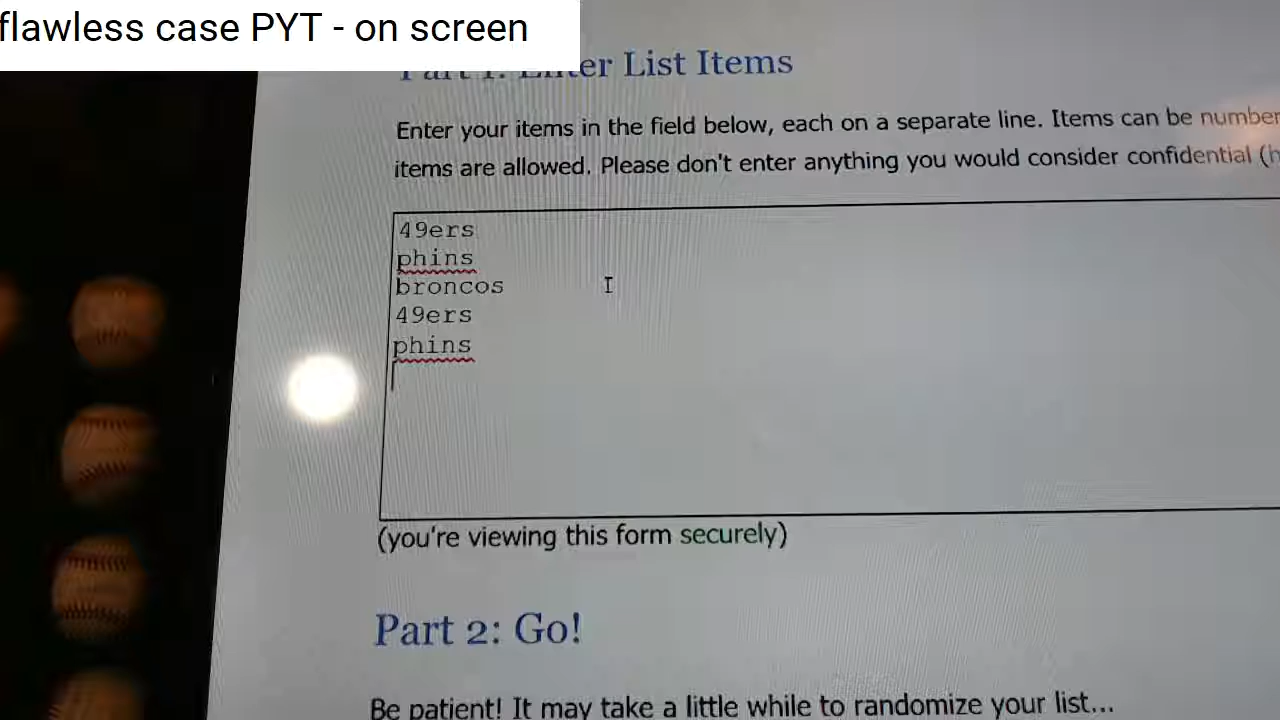 flawless case PYT - on screen
Enter List Items
Enter your items in the field below, each on a separate line. Items can be number
items are allowed. Please don't enter anything you would consider confidential (h
49ers
phins
broncos
49ers
phins
(you're viewing this form securely)
Part 2: Go!
Be patient! It may take a little while to randomize your list...